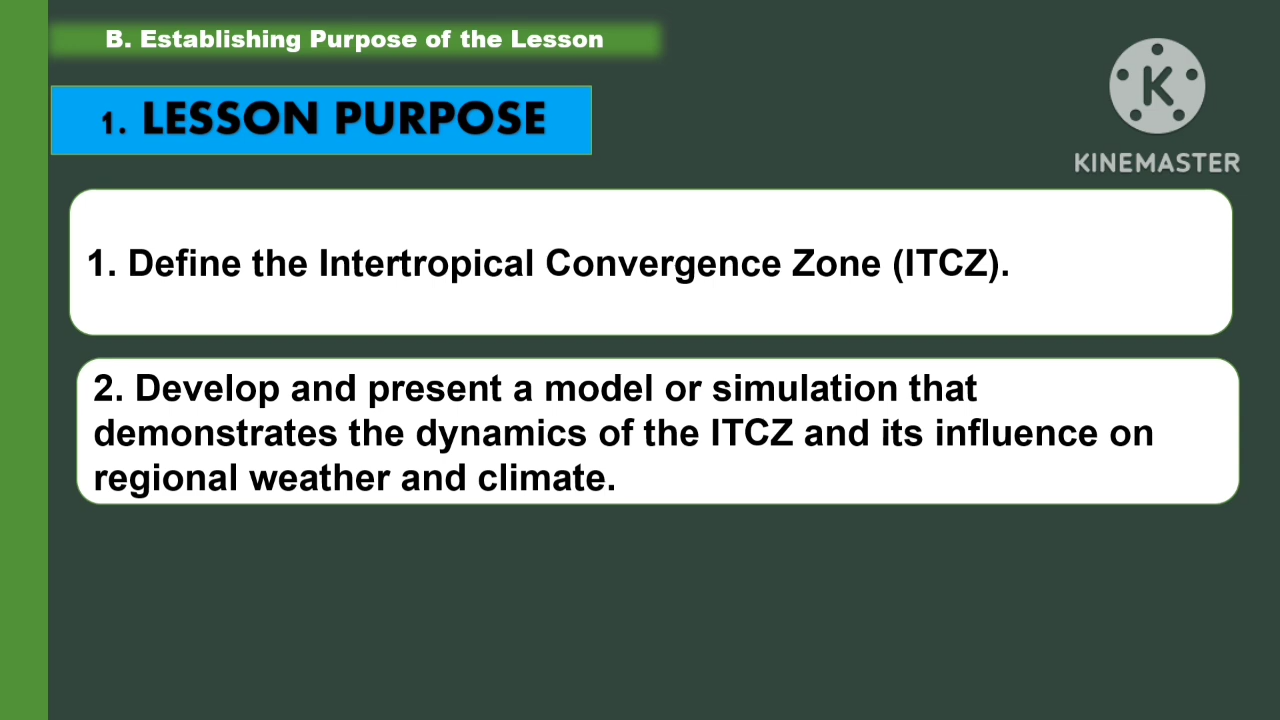 B. Establishing Purpose of the Lesson
1. LESSON PURPOSE
K
KINEMASTER
1. Define the Intertropical Convergence Zone (ITCZ).
2. Develop and present a model or simulation that
demonstrates the dynamics of the ITCZ and its influence on
regional weather and climate.